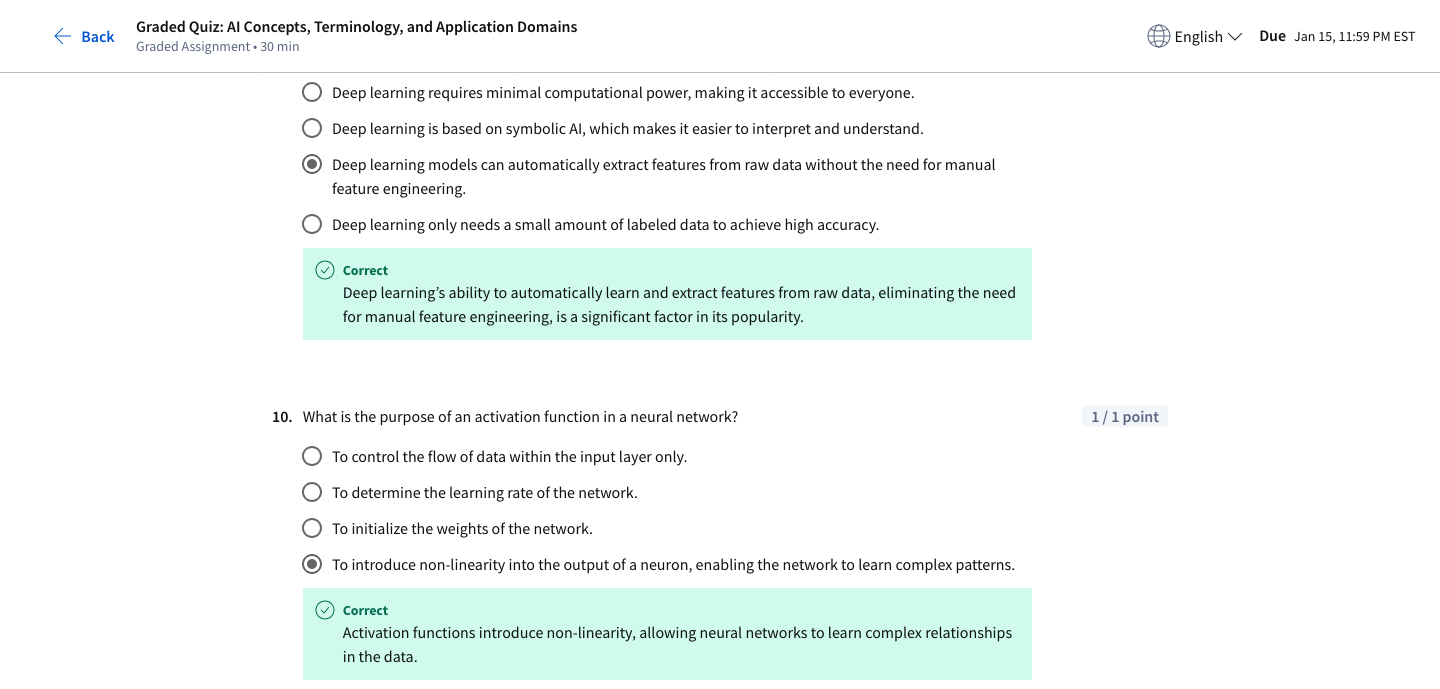 Back
Graded Quiz: AI Concepts, Terminology, and Application Domains
Graded Assignment • 30 min
English
Due Jan 15, 11:59 PM EST
Deep learning requires minimal computational power, making it accessible to everyone.
Deep learning is based on symbolic AI, which makes it easier to interpret and understand.
Deep learning models can automatically extract features from raw data without the need for manual
feature engineering.
Deep learning only needs a small amount of labeled data to achieve high accuracy.
Correct
Deep learning’s ability to automatically learn and extract features from raw data, eliminating the need
for manual feature engineering, is a significant factor in its popularity.
10. What is the purpose of an activation function in a neural network?
1 / 1 point
To control the flow of data within the input layer only.
To determine the learning rate of the network.
To initialize the weights of the network.
To introduce non-linearity into the output of a neuron, enabling the network to learn complex patterns.
Correct
Activation functions introduce non-linearity, allowing neural networks to learn complex relationships
in the data.